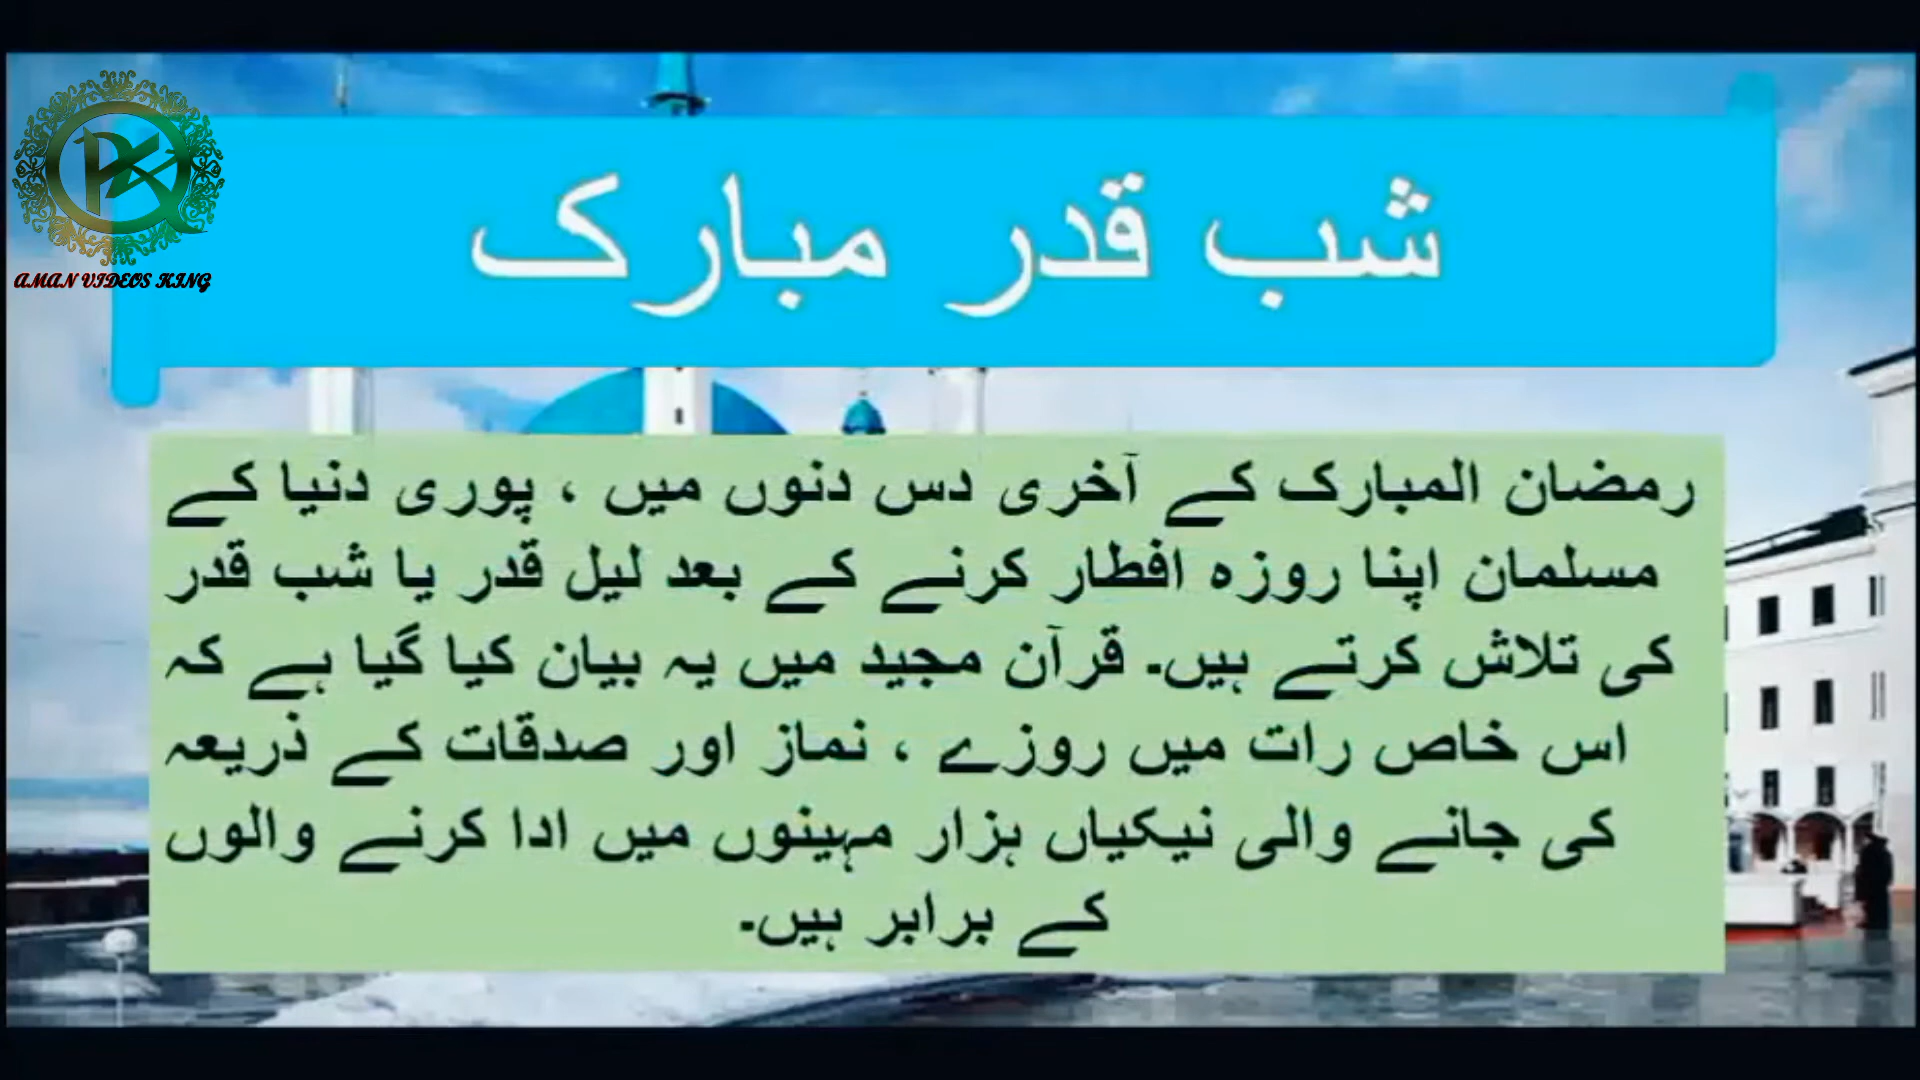 شب قدر مبارک
AMAN VIDEOS KING
رمضان المبارک کے آخری دس دنوں میں ، پوری دنیا کے
مسلمان اپنا روزہ افطار کرنے کے بعد لیل قدر یا شب قدر
کی تلاش کرتے ہیں۔ قرآن مجید میں یہ بیان کیا گیا ہے کہ
اس خاص رات میں روزے ، نماز اور صدقات کے ذریعہ
کی جانے والی نیکیاں ہزار مہینوں میں ادا کرنے والوں
کے برابر ہیں۔